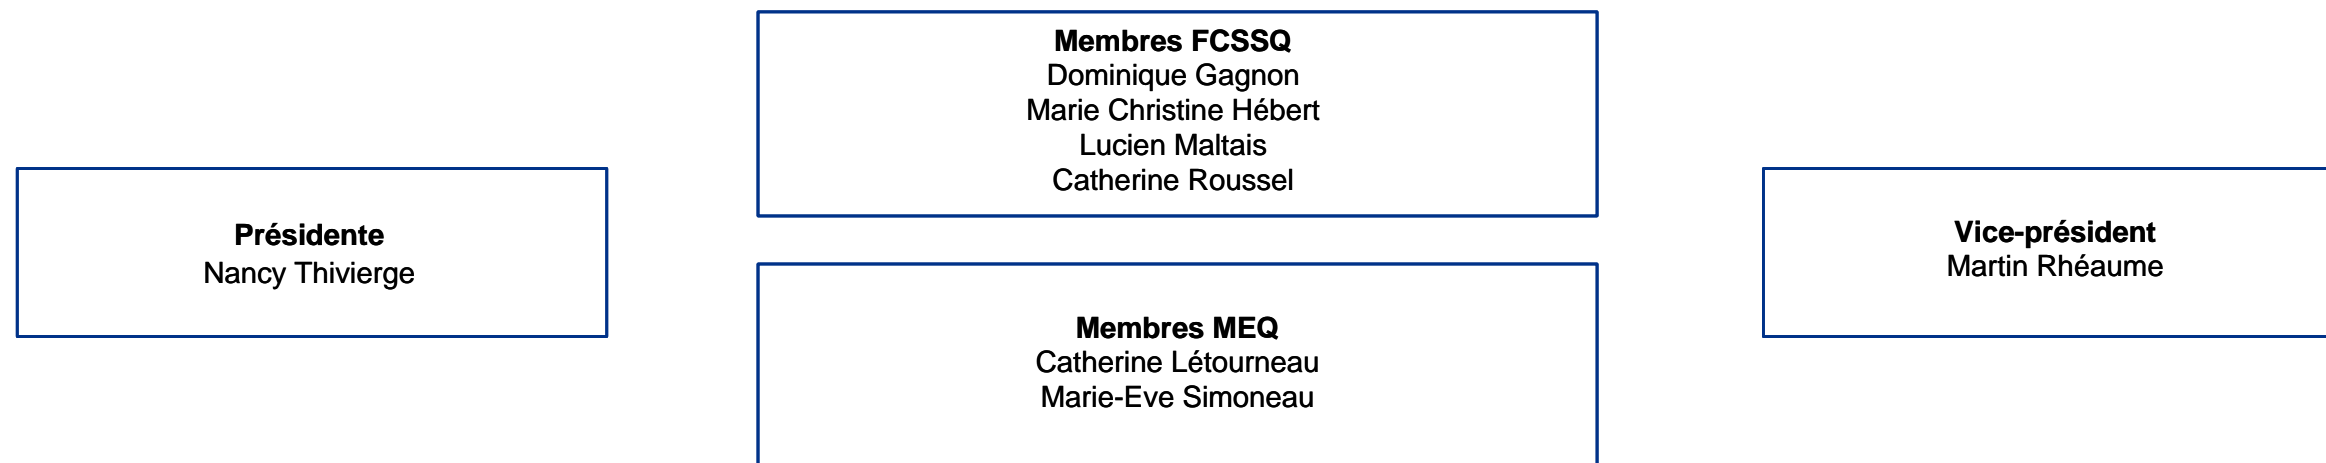 Membres FCSSQ
Dominique Gagnon
Marie Christine Hébert
Lucien Maltais
Catherine Roussel
Présidente
Nancy Thivierge
Vice-président
Martin Rhéaume
Membres MEQ
Catherine Létourneau
Marie-Eve Simoneau